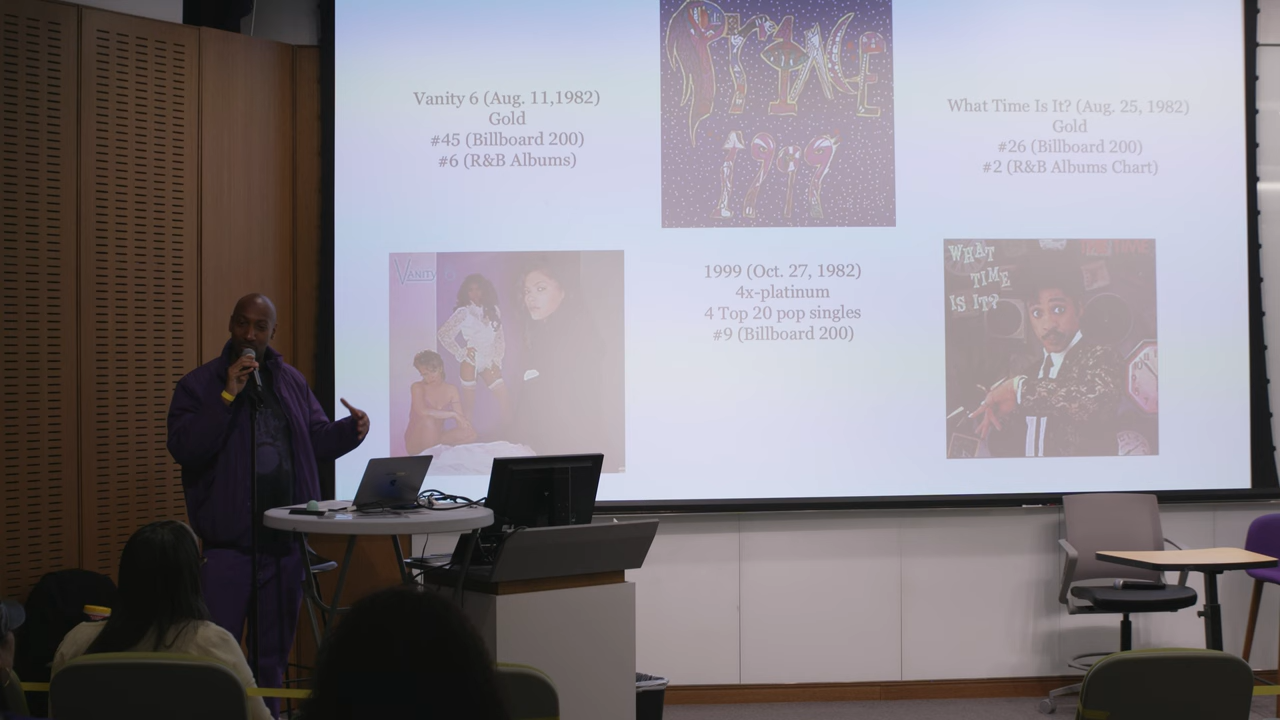 Vanity 6 (Aug. 11,1982)
Gold
#45 (Billboard 200)
#6 (R&B Albums)
PRINCE
1999
What Time Is It? (Aug. 25, 1982)
Gold
#26 (Billboard 200)
#2 (R&B Albums Chart)
VANITY
1999 (Oct. 27, 1982)
4x-platinum
4 Top 20 pop singles
#9 (Billboard 200)
WHAT
TIME
IS IT?